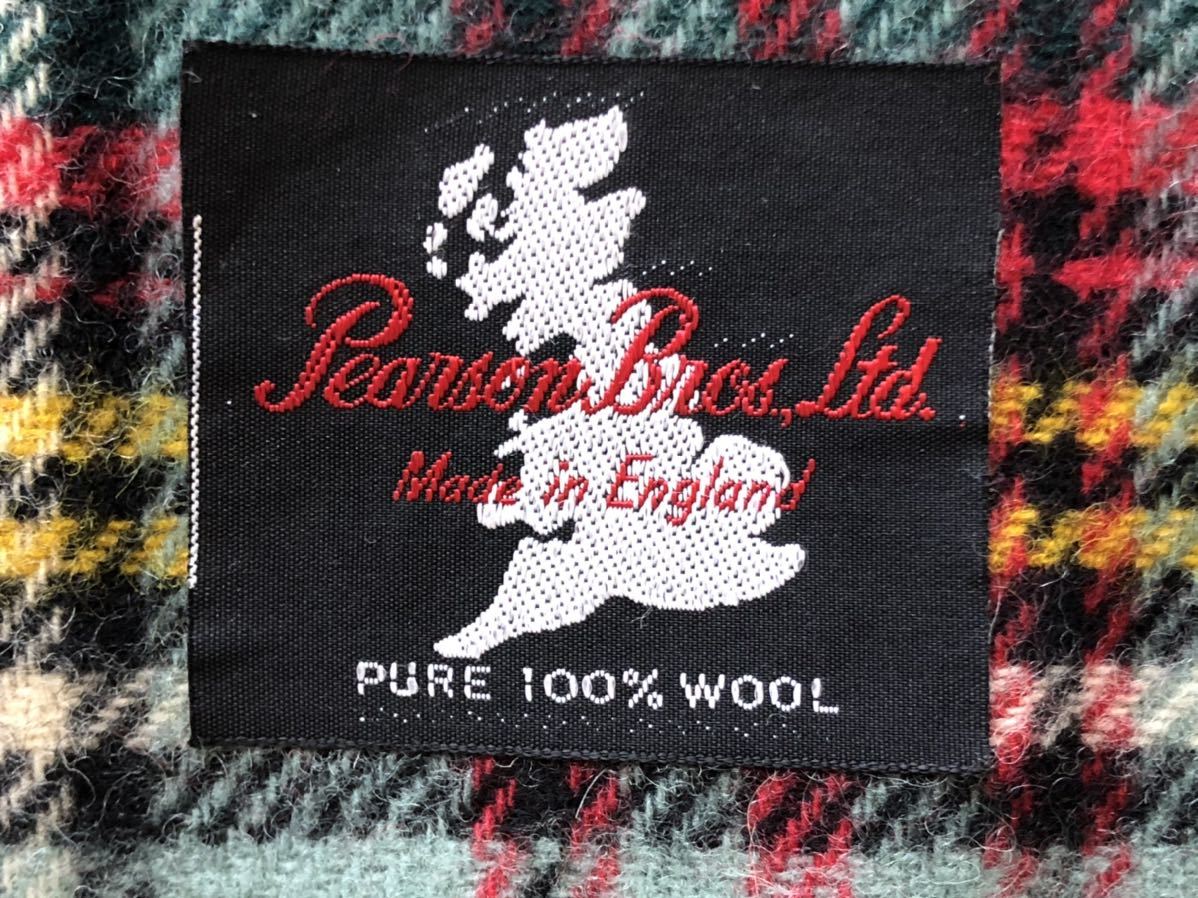 Pearson Bros., Ltd.
Made in England
PURE 100% WOOL